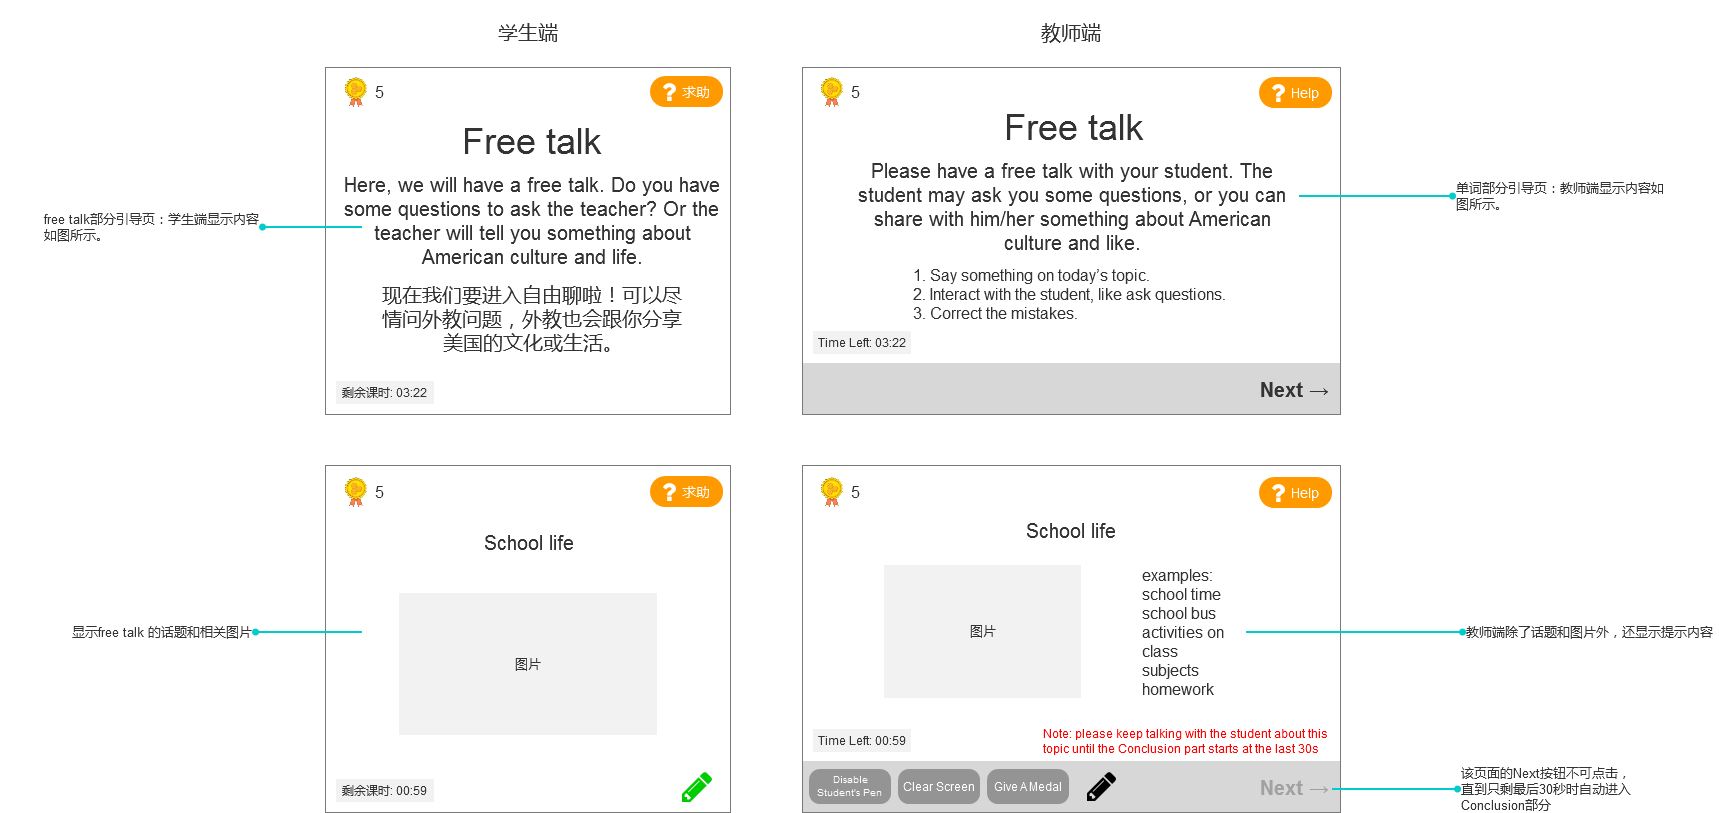 学生端
教师端
5
求助
Free talk
Here, we will have a free talk. Do you have
some questions to ask the teacher? Or the
teacher will tell you something about
American culture and life.
现在我们要进入自由聊啦！可以尽
情问外教问题，外教也会跟你分享
美国的文化或生活。
剩余课时: 03:22
free talk部分引导页：学生端显示内容
如图所示。
5
Help
Free talk
Please have a free talk with your student. The
student may ask you some questions, or you can
share with him/her something about American
culture and like.
1. Say something on today’s topic.
2. Interact with the student, like ask questions.
3. Correct the mistakes.
Time Left: 03:22
Next →
单词部分引导页：教师端显示内容如
图所示。
5
求助
School life
图片
剩余课时: 00:59
显示free talk 的话题和相关图片
5
Help
School life
图片
examples:
school time
school bus
activities on
class
subjects
homework
Time Left: 00:59
Note: please keep talking with the student about this
topic until the Conclusion part starts at the last 30s
Disable
Student's Pen
Clear Screen
Give A Medal
Next →
教师端除了话题和图片外，还显示提示内容
该页面的Next按钮不可点击，
直到只剩最后30秒时自动进入
Conclusion部分